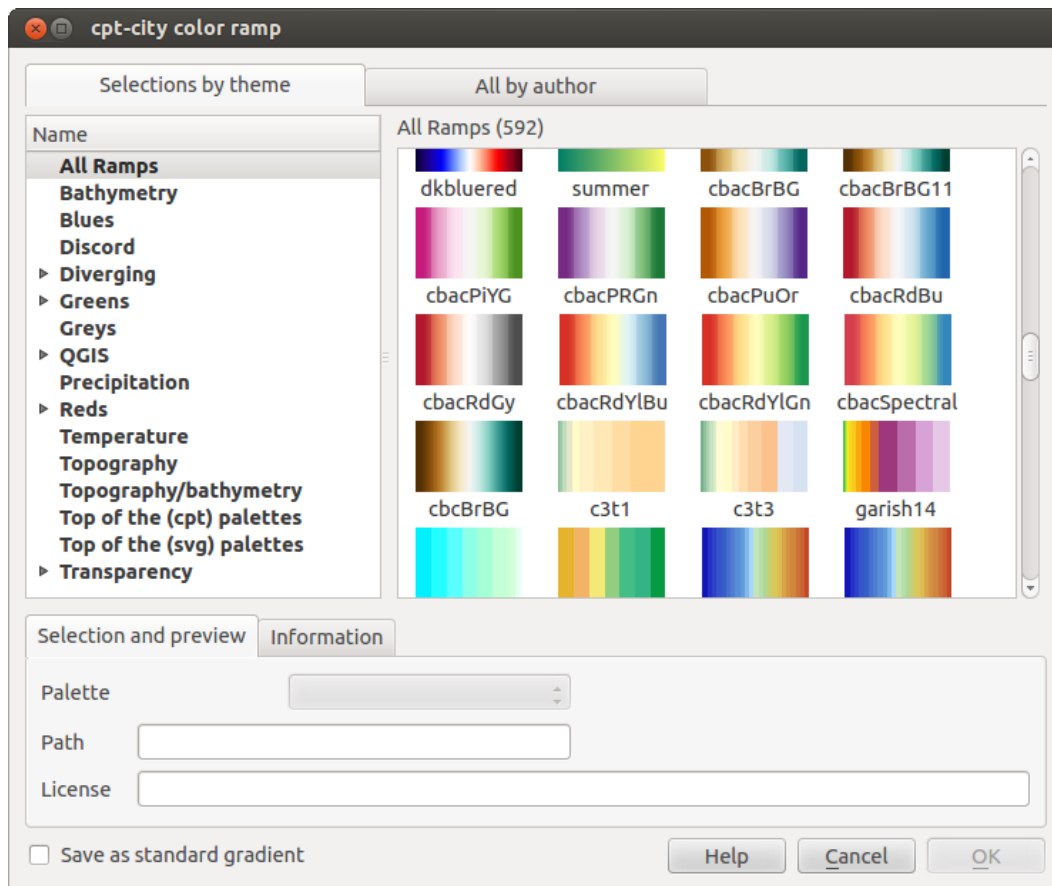 cpt-city color ramp
Selections by theme
All by author
Name
All Ramps
Bathymetry
Blues
Discord
Diverging
Greens
Greys
QGIS
Precipitation
Reds
Temperature
Topography
Topography/bathymetry
Top of the (cpt) palettes
Top of the (svg) palettes
Transparency
All Ramps (592)
dkbluered summer cbacBrBG cbacBrBG11
cbacPiYG cbacPRGn cbacPuOr cbacRdBu
cbacRdGy cbacRdYlBu cbacRdYlGn cbacSpectral
cbcBrBG c3t1 c3t3 garish14
Selection and preview
Information
Palette
Path
License
Save as standard gradient
Help
Cancel
OK